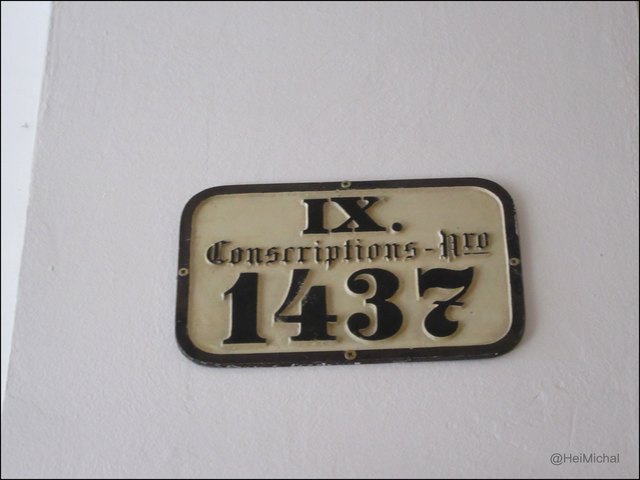 IX.
Conscriptions-Nro
1437
@HeiMichal